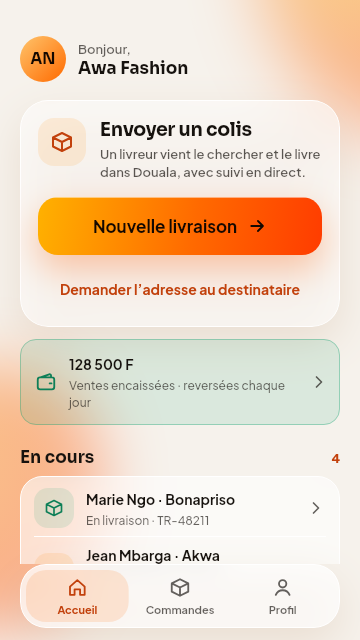 AN
Bonjour,
Awa Fashion
Envoyer un colis
Un livreur vient le chercher et le livre
dans Douala, avec suivi en direct.
Nouvelle livraison →
Demander l’adresse au destinataire
128 500 F
Ventes encaissées · reversées chaque
jour
En cours
4
Marie Ngo · Bonapriso
En livraison · TR-48211
Jean Mbarga · Akwa
Accueil
Commandes
Profil